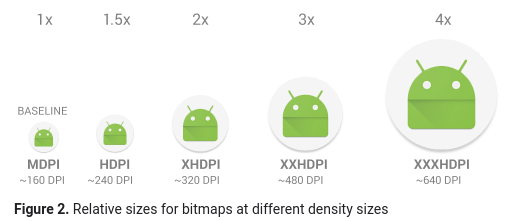 1x 1.5x 2x 3x 4x
BASELINE
MDPI HDPI XHDPI XXHDPI XXXHDPI
~160 DPI ~240 DPI ~320 DPI ~480 DPI ~640 DPI
Figure 2. Relative sizes for bitmaps at different density sizes